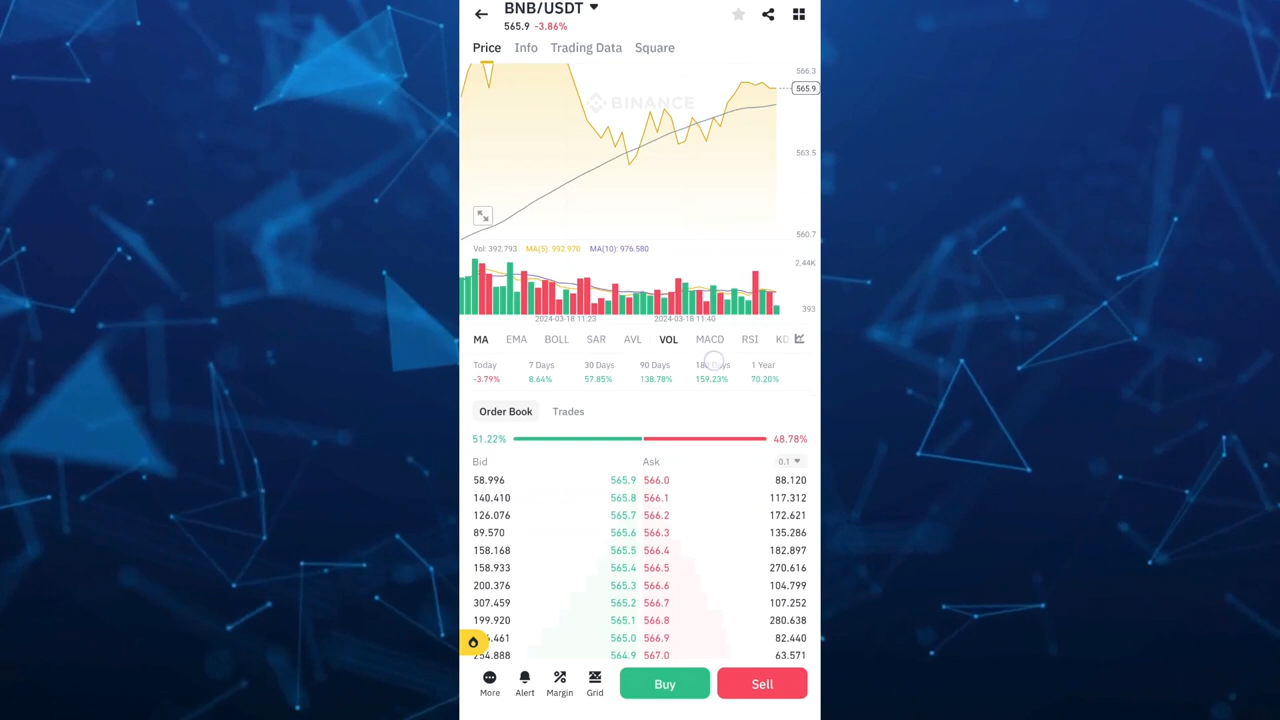 BNB/USDT
565.9 -3.86%
Price Info Trading Data Square
566.3
565.9
BINANCE
563.5
560.7
Vol: 392.793 MA(5): 992.970 MA(10): 976.580
2.44K
393
2024-03-18 11:23 2024-03-18 11:40
MA EMA BOLL SAR AVL VOL MACD RSI KD
Today 7 Days 30 Days 90 Days 180 Days 1 Year
-3.79% 8.64% 57.85% 138.78% 159.23% 70.20%
Order Book Trades
51.22% 48.78%
Bid Ask 0.1
58.996 565.9 566.0 88.120
140.410 565.8 566.1 117.312
126.076 565.7 566.2 172.621
89.570 565.6 566.3 135.286
158.168 565.5 566.4 182.897
158.933 565.4 566.5 270.616
200.376 565.3 566.6 104.799
307.459 565.2 566.7 107.252
199.920 565.1 566.8 280.638
.461 565.0 566.9 82.440
254.888 564.9 567.0 63.571
More Alert Margin Grid Buy Sell